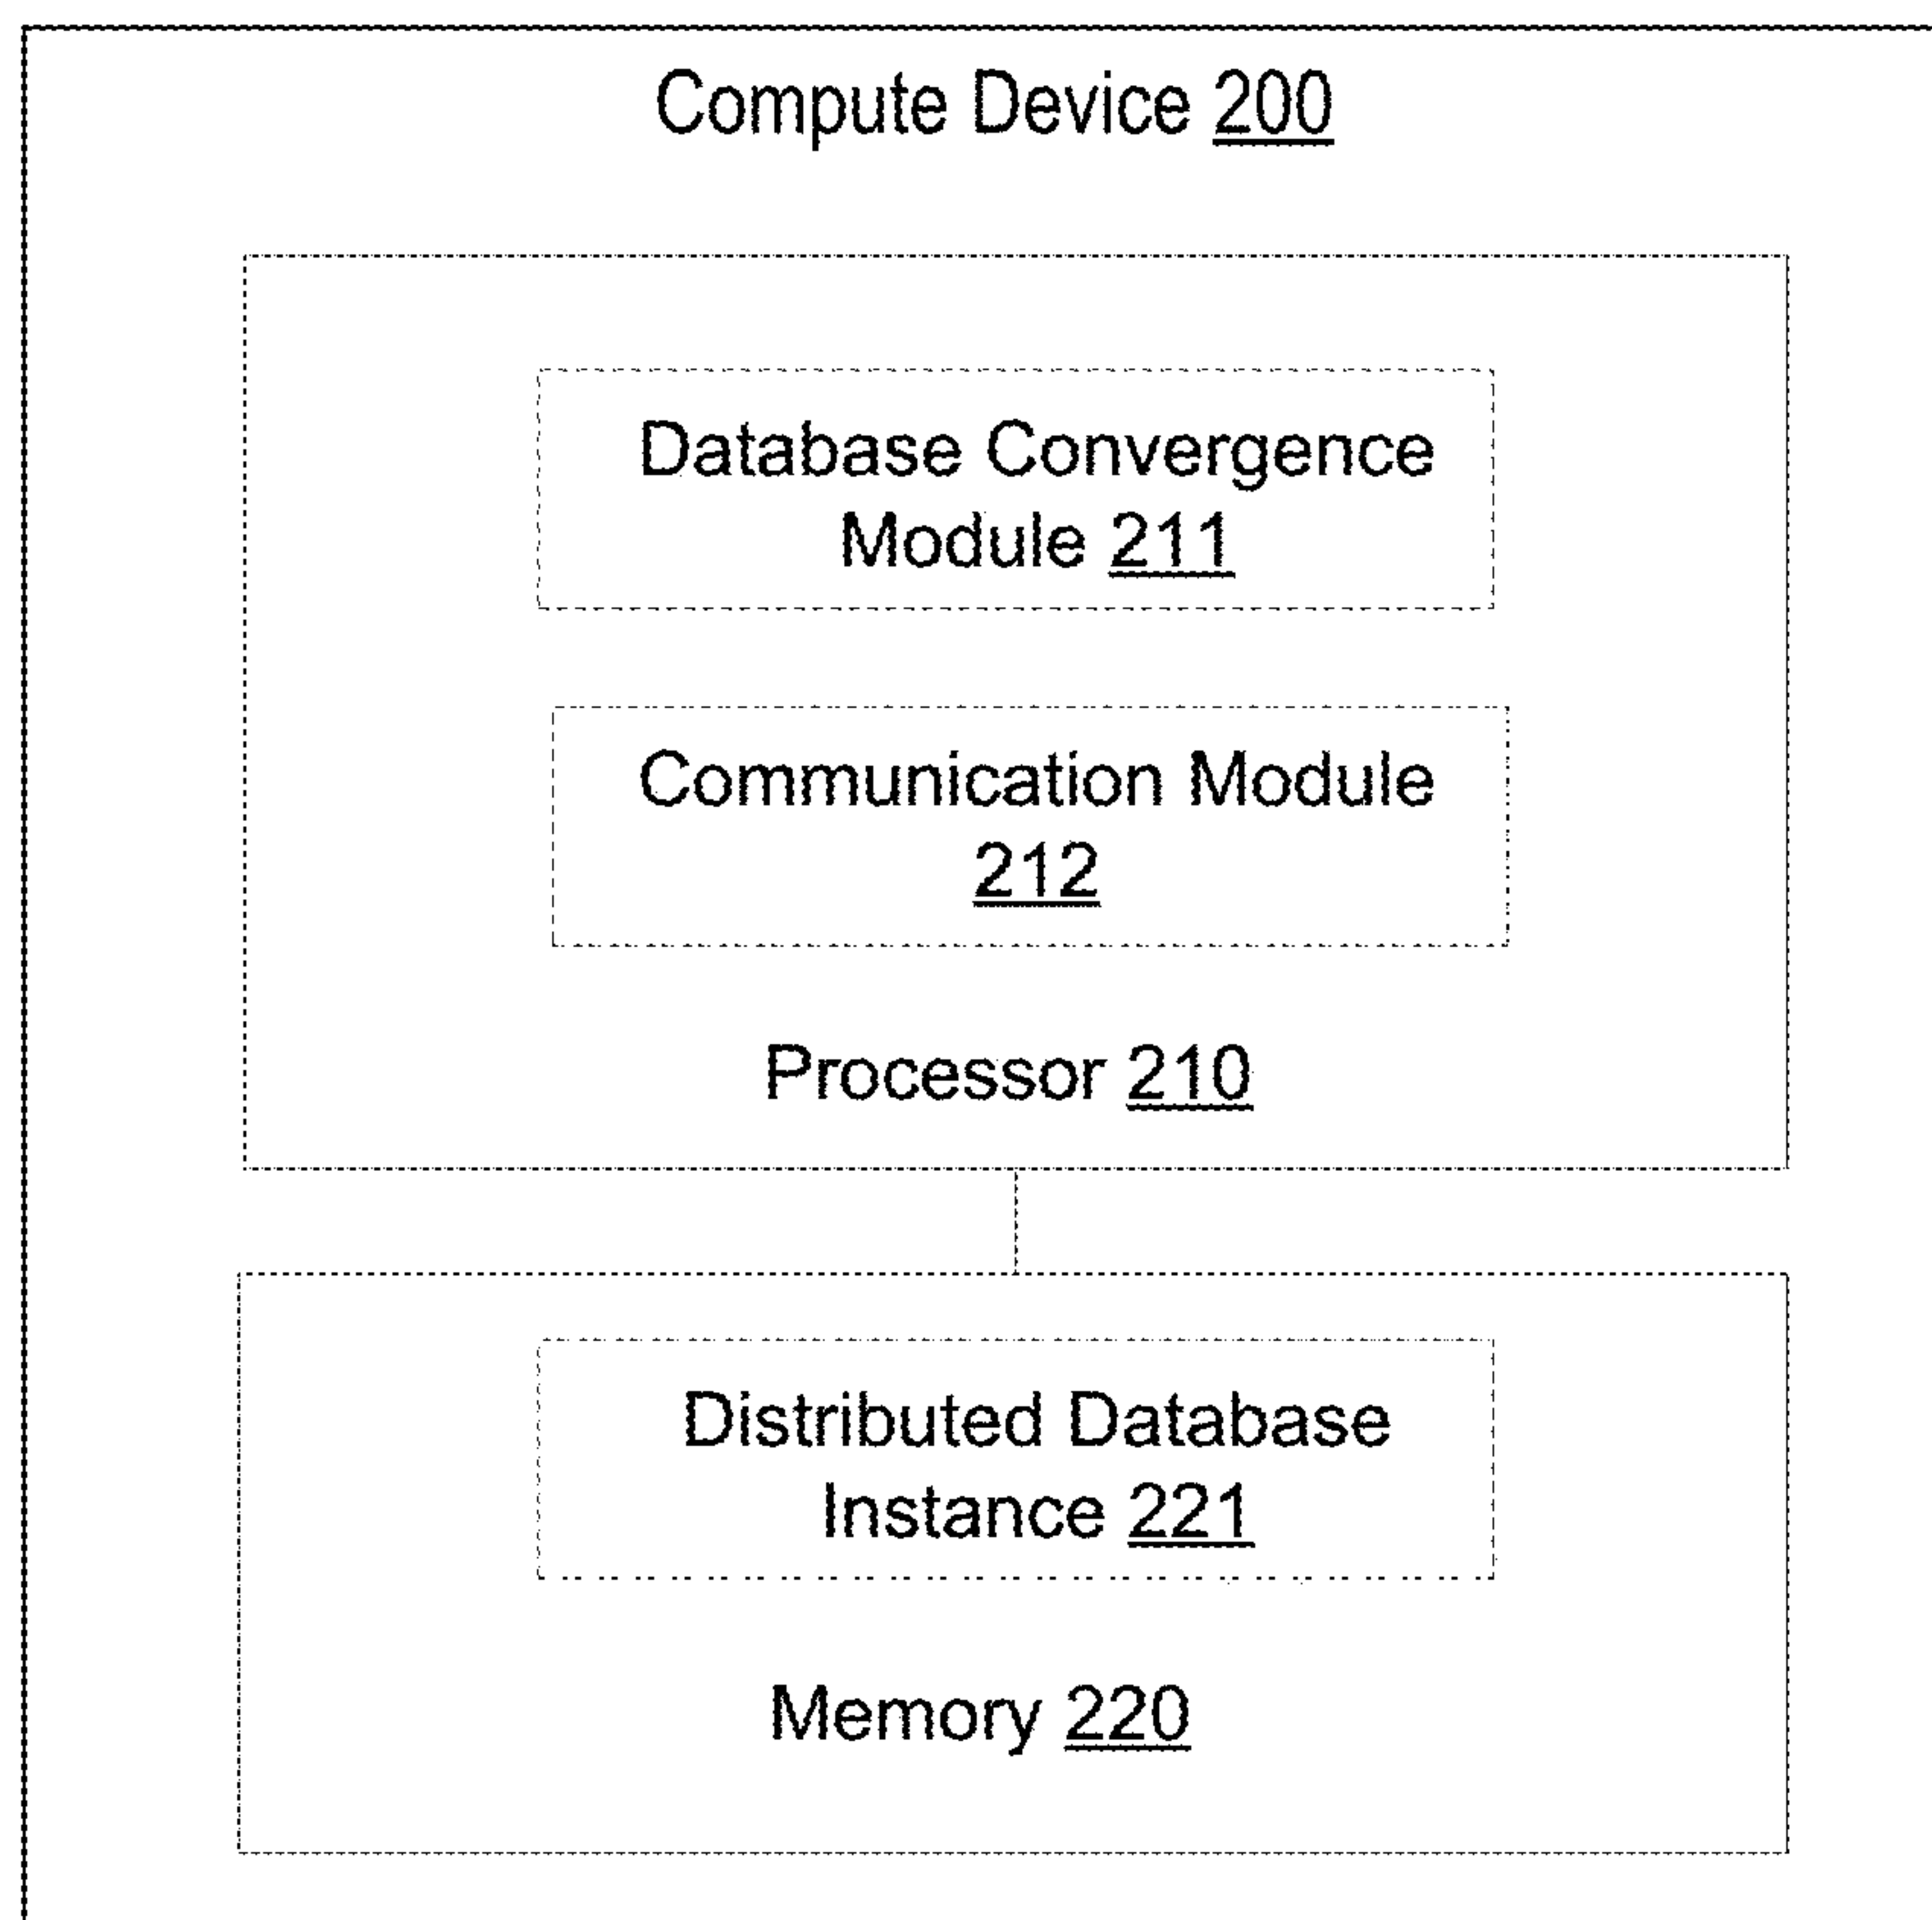 Compute Device 200
Database Convergence
Module 211
Communication Module
212
Processor 210
Distributed Database
Instance 221
Memory 220